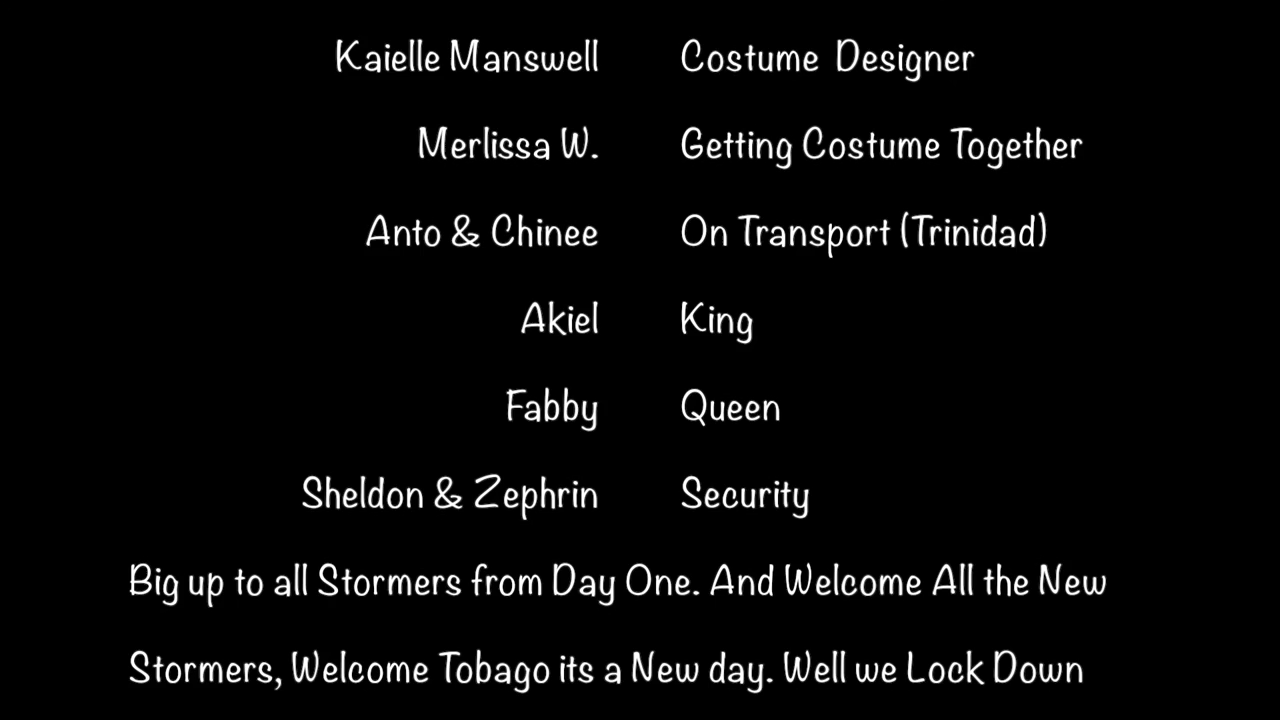 Kaielle Manswell Costume Designer
Merlissa W. Getting Costume Together
Anto & Chinee On Transport (Trinidad)
Akiel King
Fabby Queen
Sheldon & Zephrin Security
Big up to all Stormers from Day One. And Welcome All the New
Stormers, Welcome Tobago its a New day. Well we Lock Down